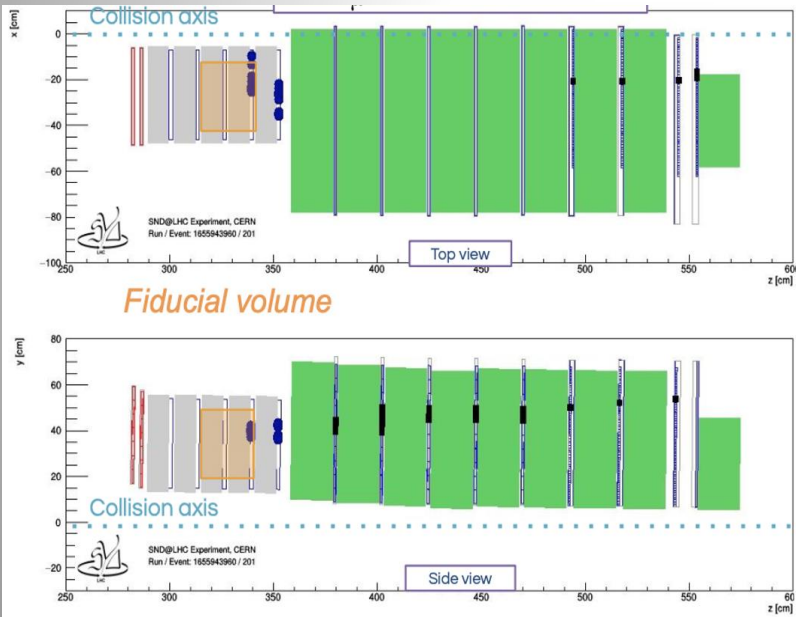 Collision axis
x [cm]
0
−20
−40
−60
−80
−100
SND@LHC Experiment, CERN
Run / Event: 1655943960 / 201
LHC
Top view
250
300
350
400
450
500
550
60
z [cm]
Fiducial volume
y [cm]
80
60
40
20
0
−20
Collision axis
SND@LHC Experiment, CERN
Run / Event: 1655943960 / 201
LHC
Side view
250
300
350
400
450
500
550
60
z [cm]